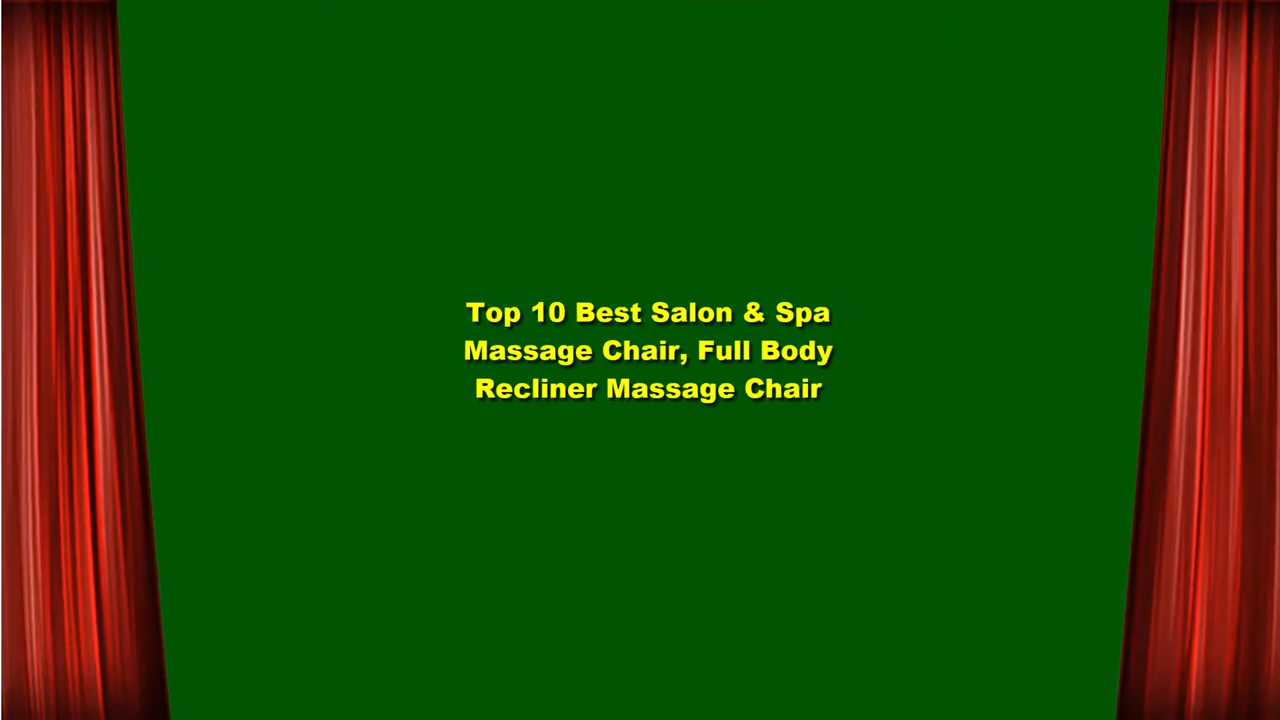 Top 10 Best Salon & Spa
Massage Chair, Full Body
Recliner Massage Chair